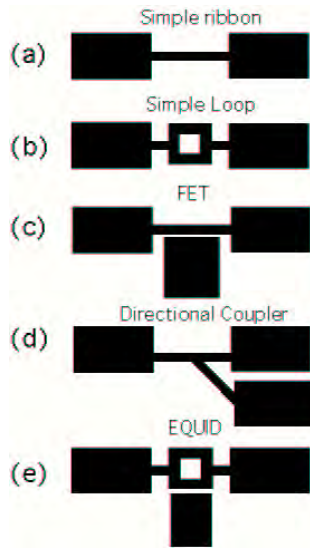 Simple ribbon
(a)
Simple Loop
(b)
FET
(c)
Directional Coupler
(d)
EQUID
(e)